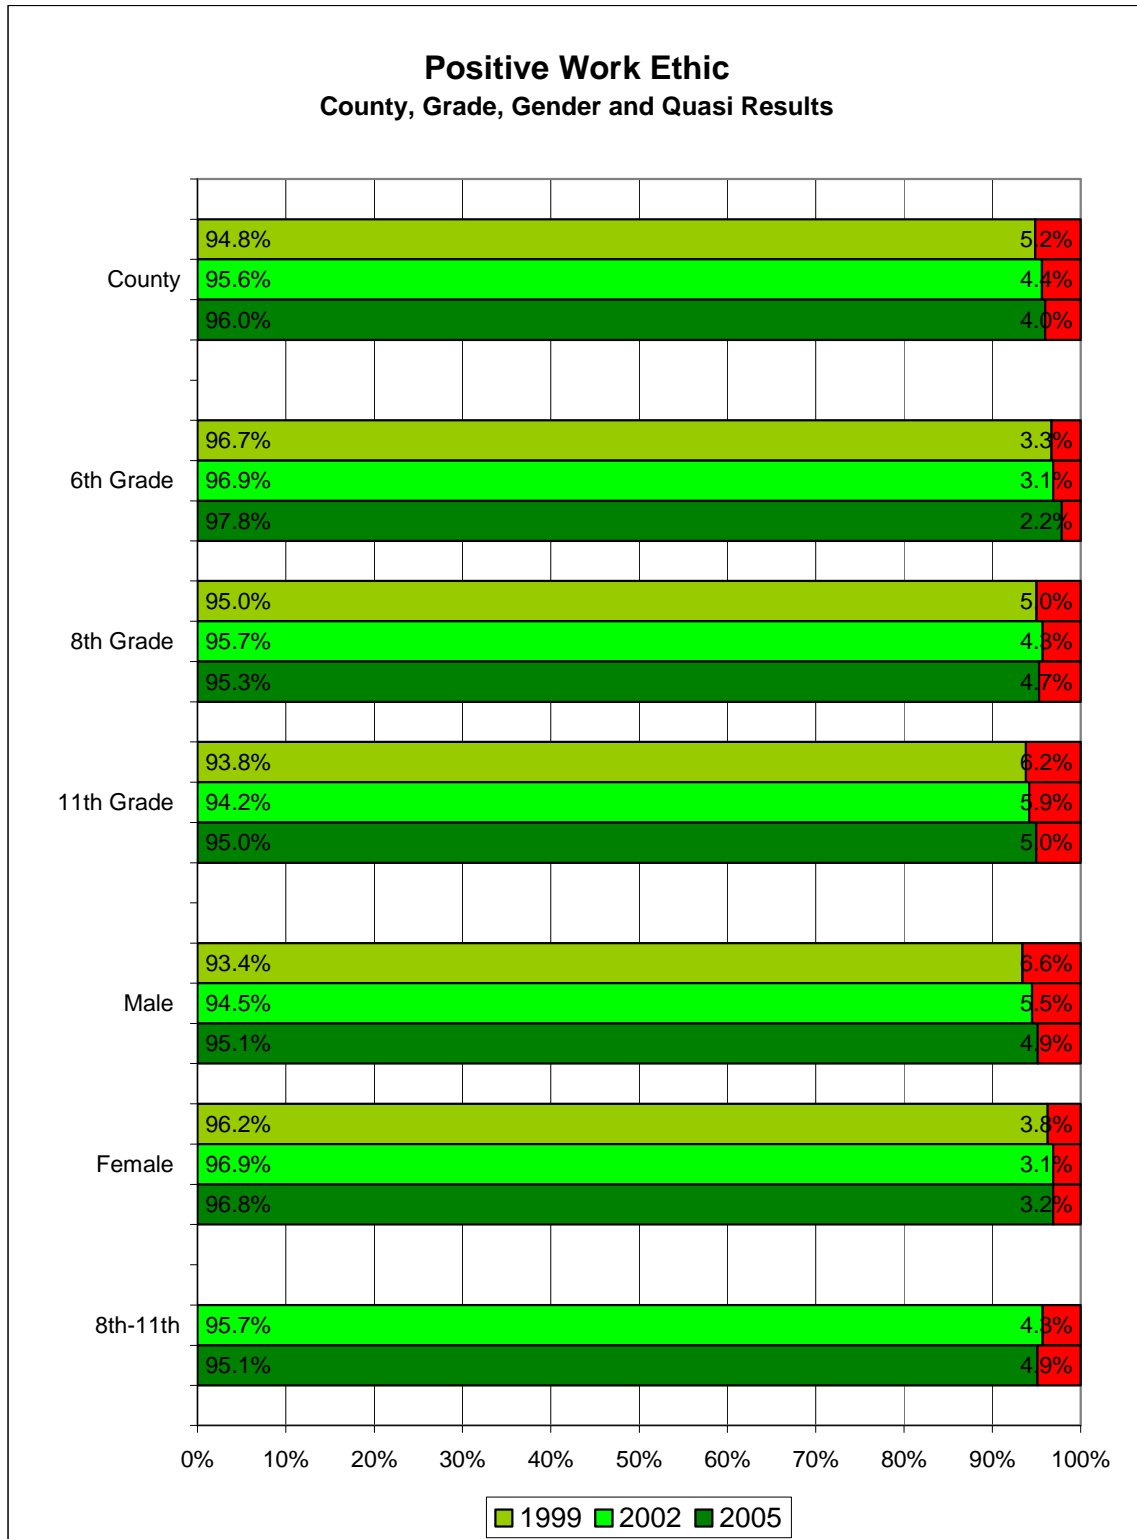 Positive Work Ethic
County, Grade, Gender and Quasi Results
94.8% 5.2%
County 95.6% 4.4%
96.0% 4.0%
96.7% 3.3%
6th Grade 96.9% 3.1%
97.8% 2.2%
95.0% 5.0%
8th Grade 95.7% 4.3%
95.3% 4.7%
93.8% 6.2%
11th Grade 94.2% 5.9%
95.0% 5.0%
93.4% 6.6%
Male 94.5% 5.5%
95.1% 4.9%
96.2% 3.8%
Female 96.9% 3.1%
96.8% 3.2%
8th-11th 95.7% 4.3%
95.1% 4.9%
0% 10% 20% 30% 40% 50% 60% 70% 80% 90% 100%
1999 2002 2005